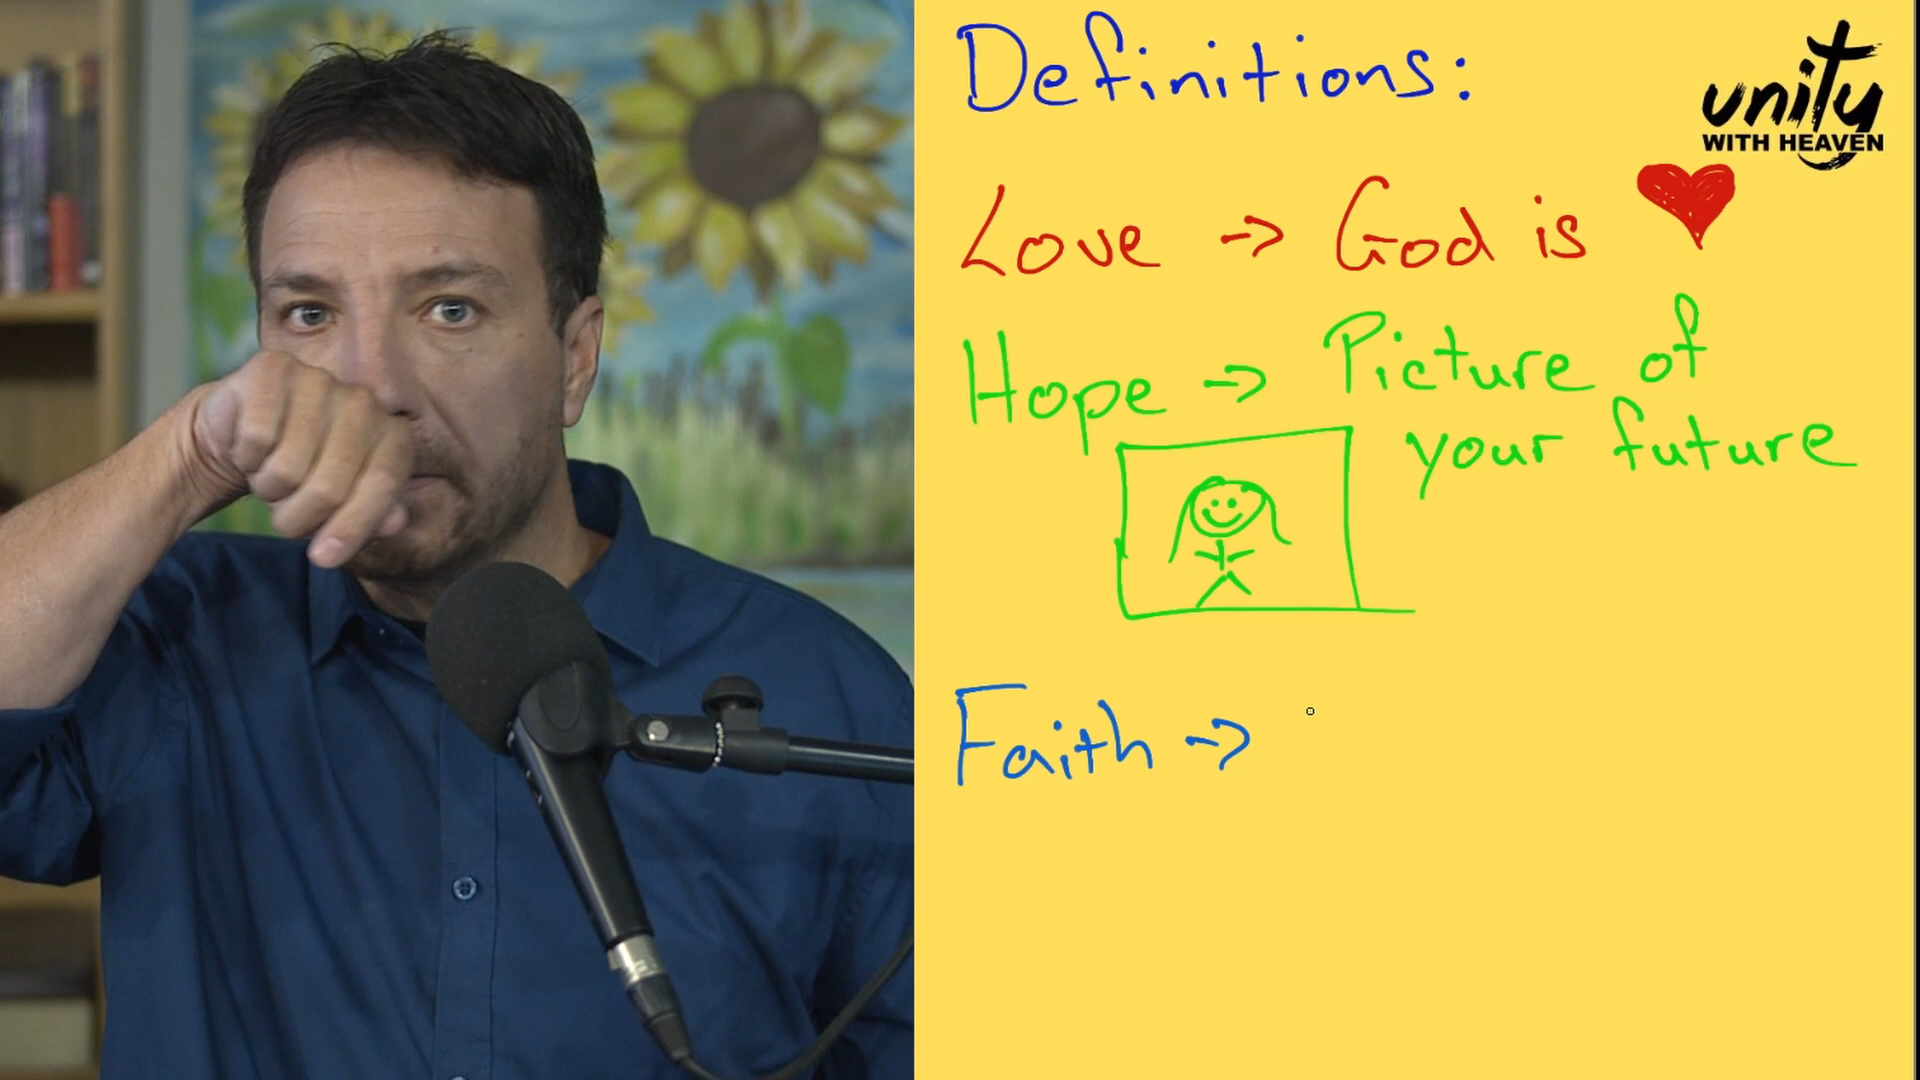 Definitions:
unity
WITH HEAVEN
Love -> God is
Hope -> Picture of
your future
Faith ->